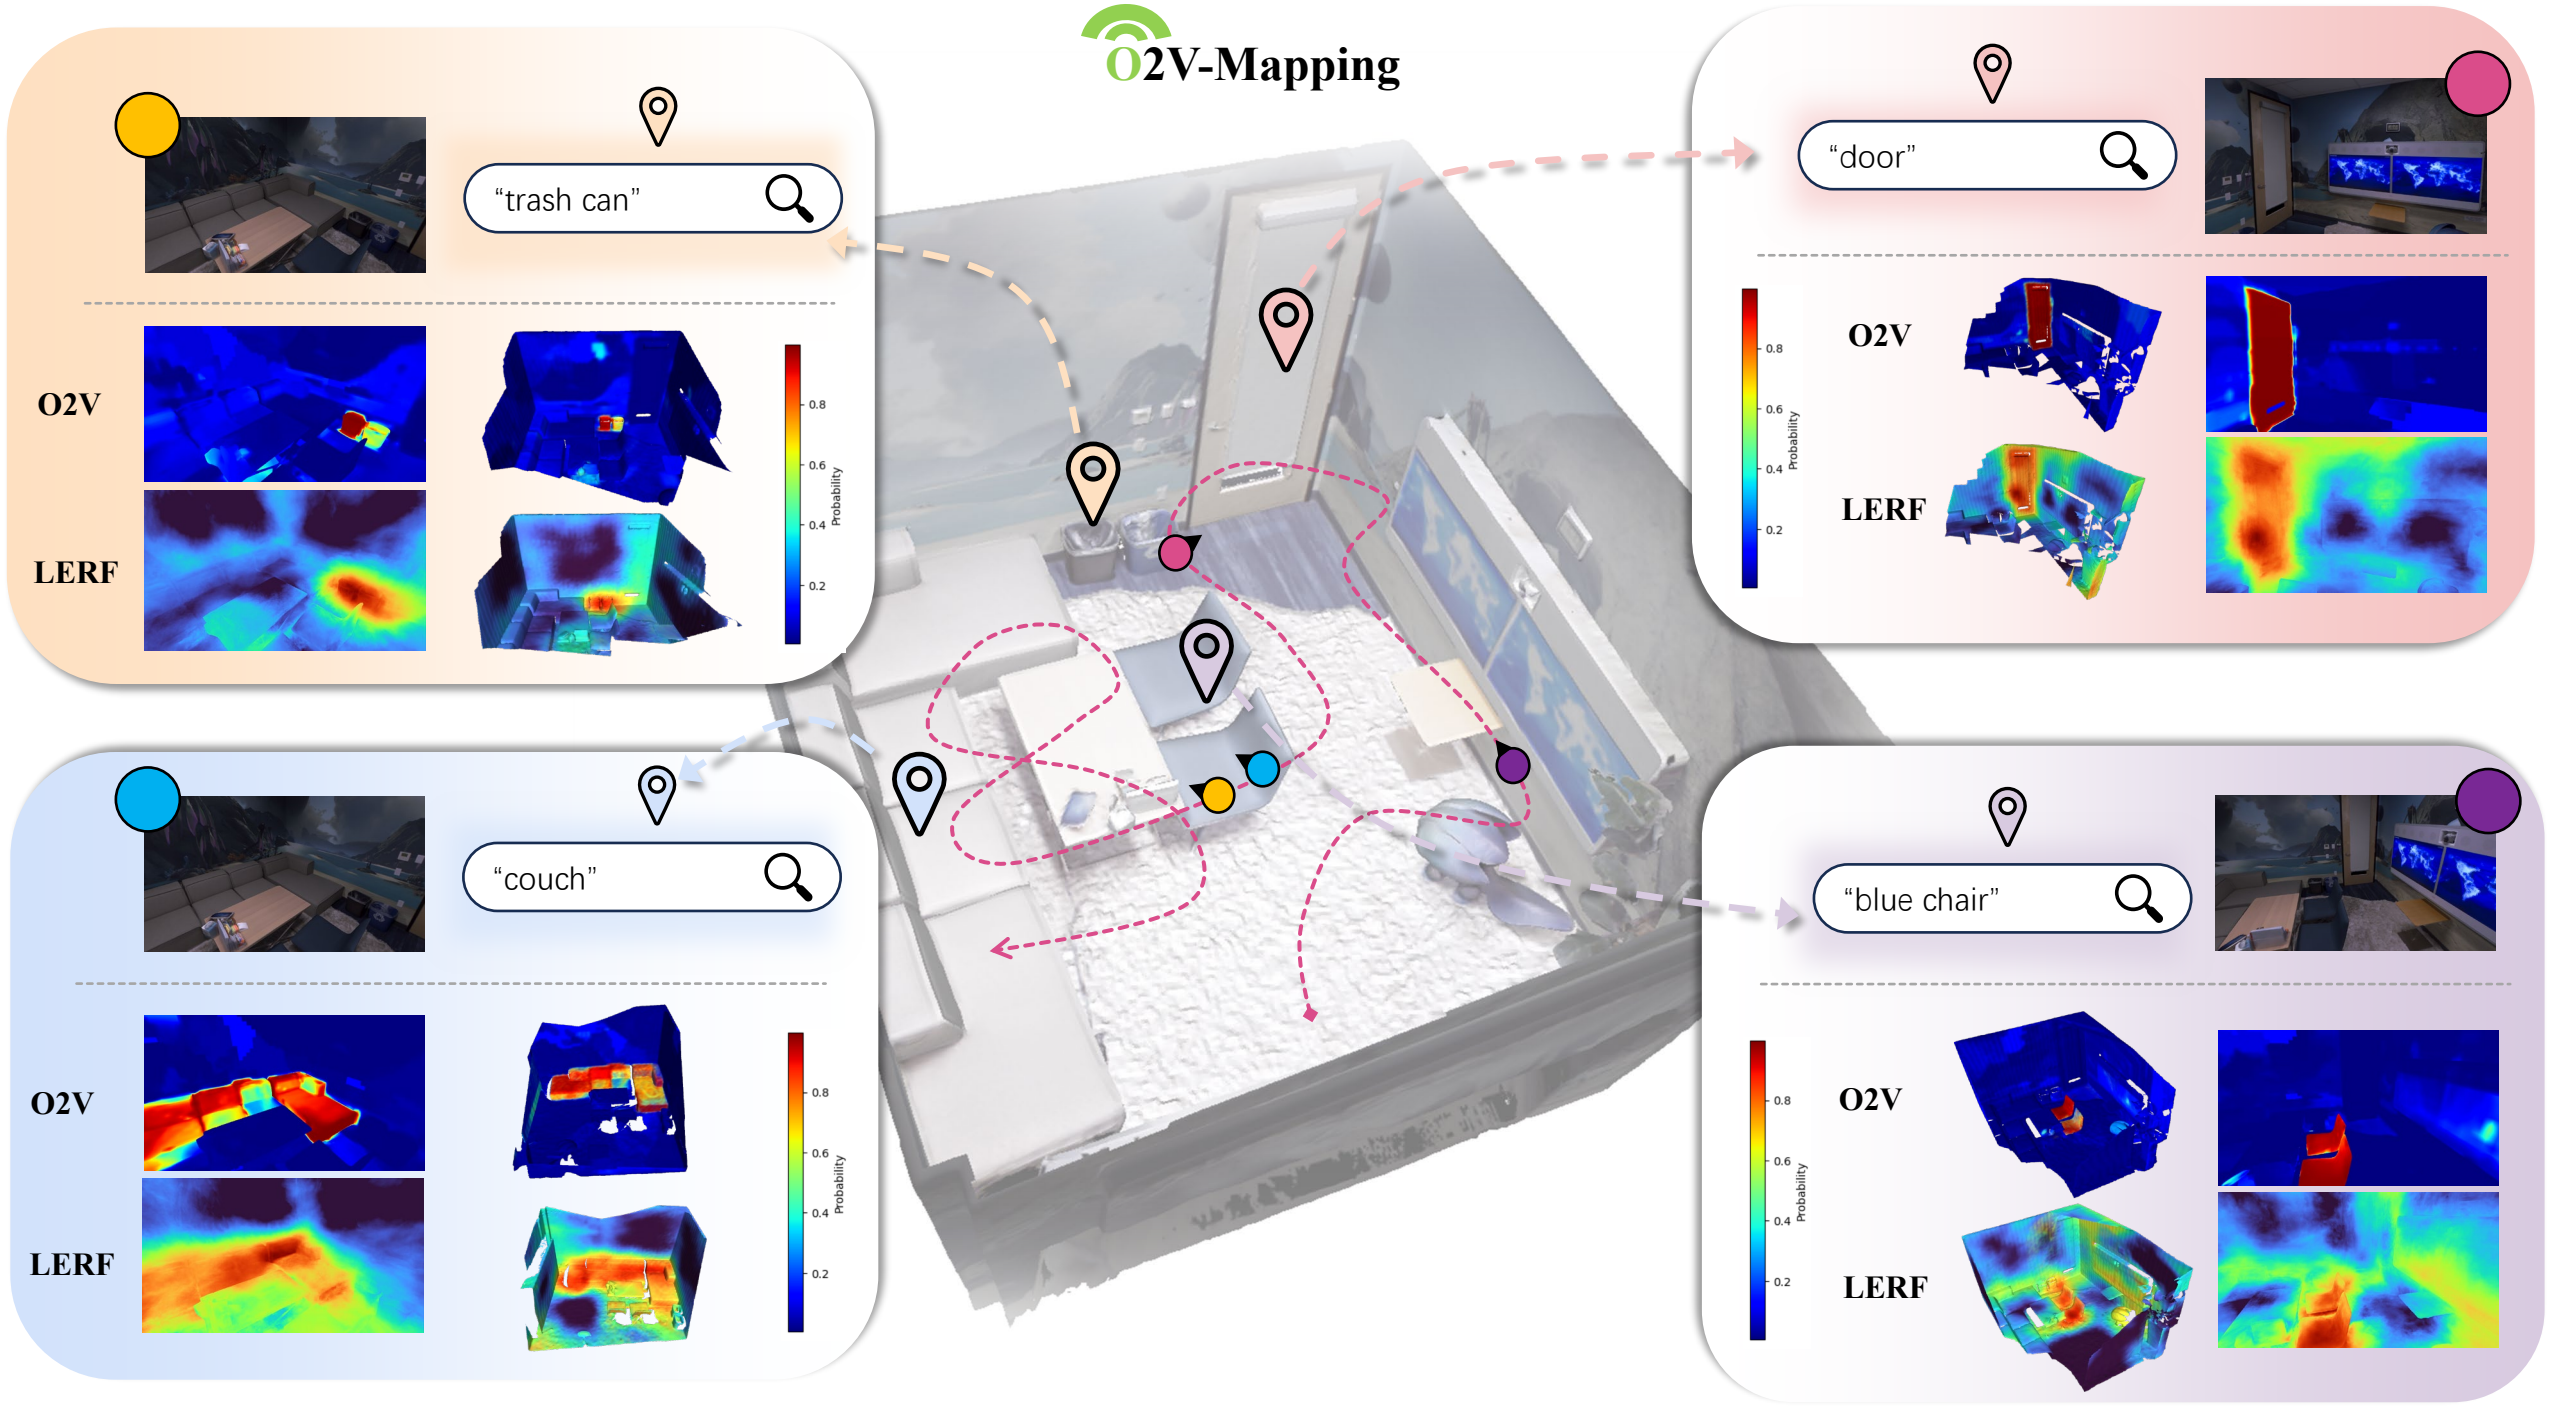 O2V-Mapping
“trash can”
O2V
LERF
0.8
0.6
0.4
0.2
Probability
“door”
O2V
LERF
0.8
0.6
0.4
0.2
Probability
“couch”
O2V
LERF
0.8
0.6
0.4
0.2
Probability
“blue chair”
O2V
LERF
0.8
0.6
0.4
0.2
Probability